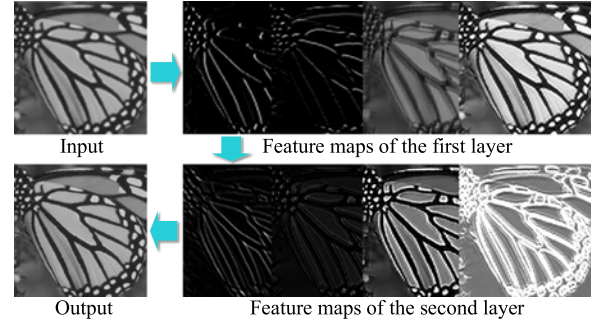 Input
Feature maps of the first layer
Output
Feature maps of the second layer